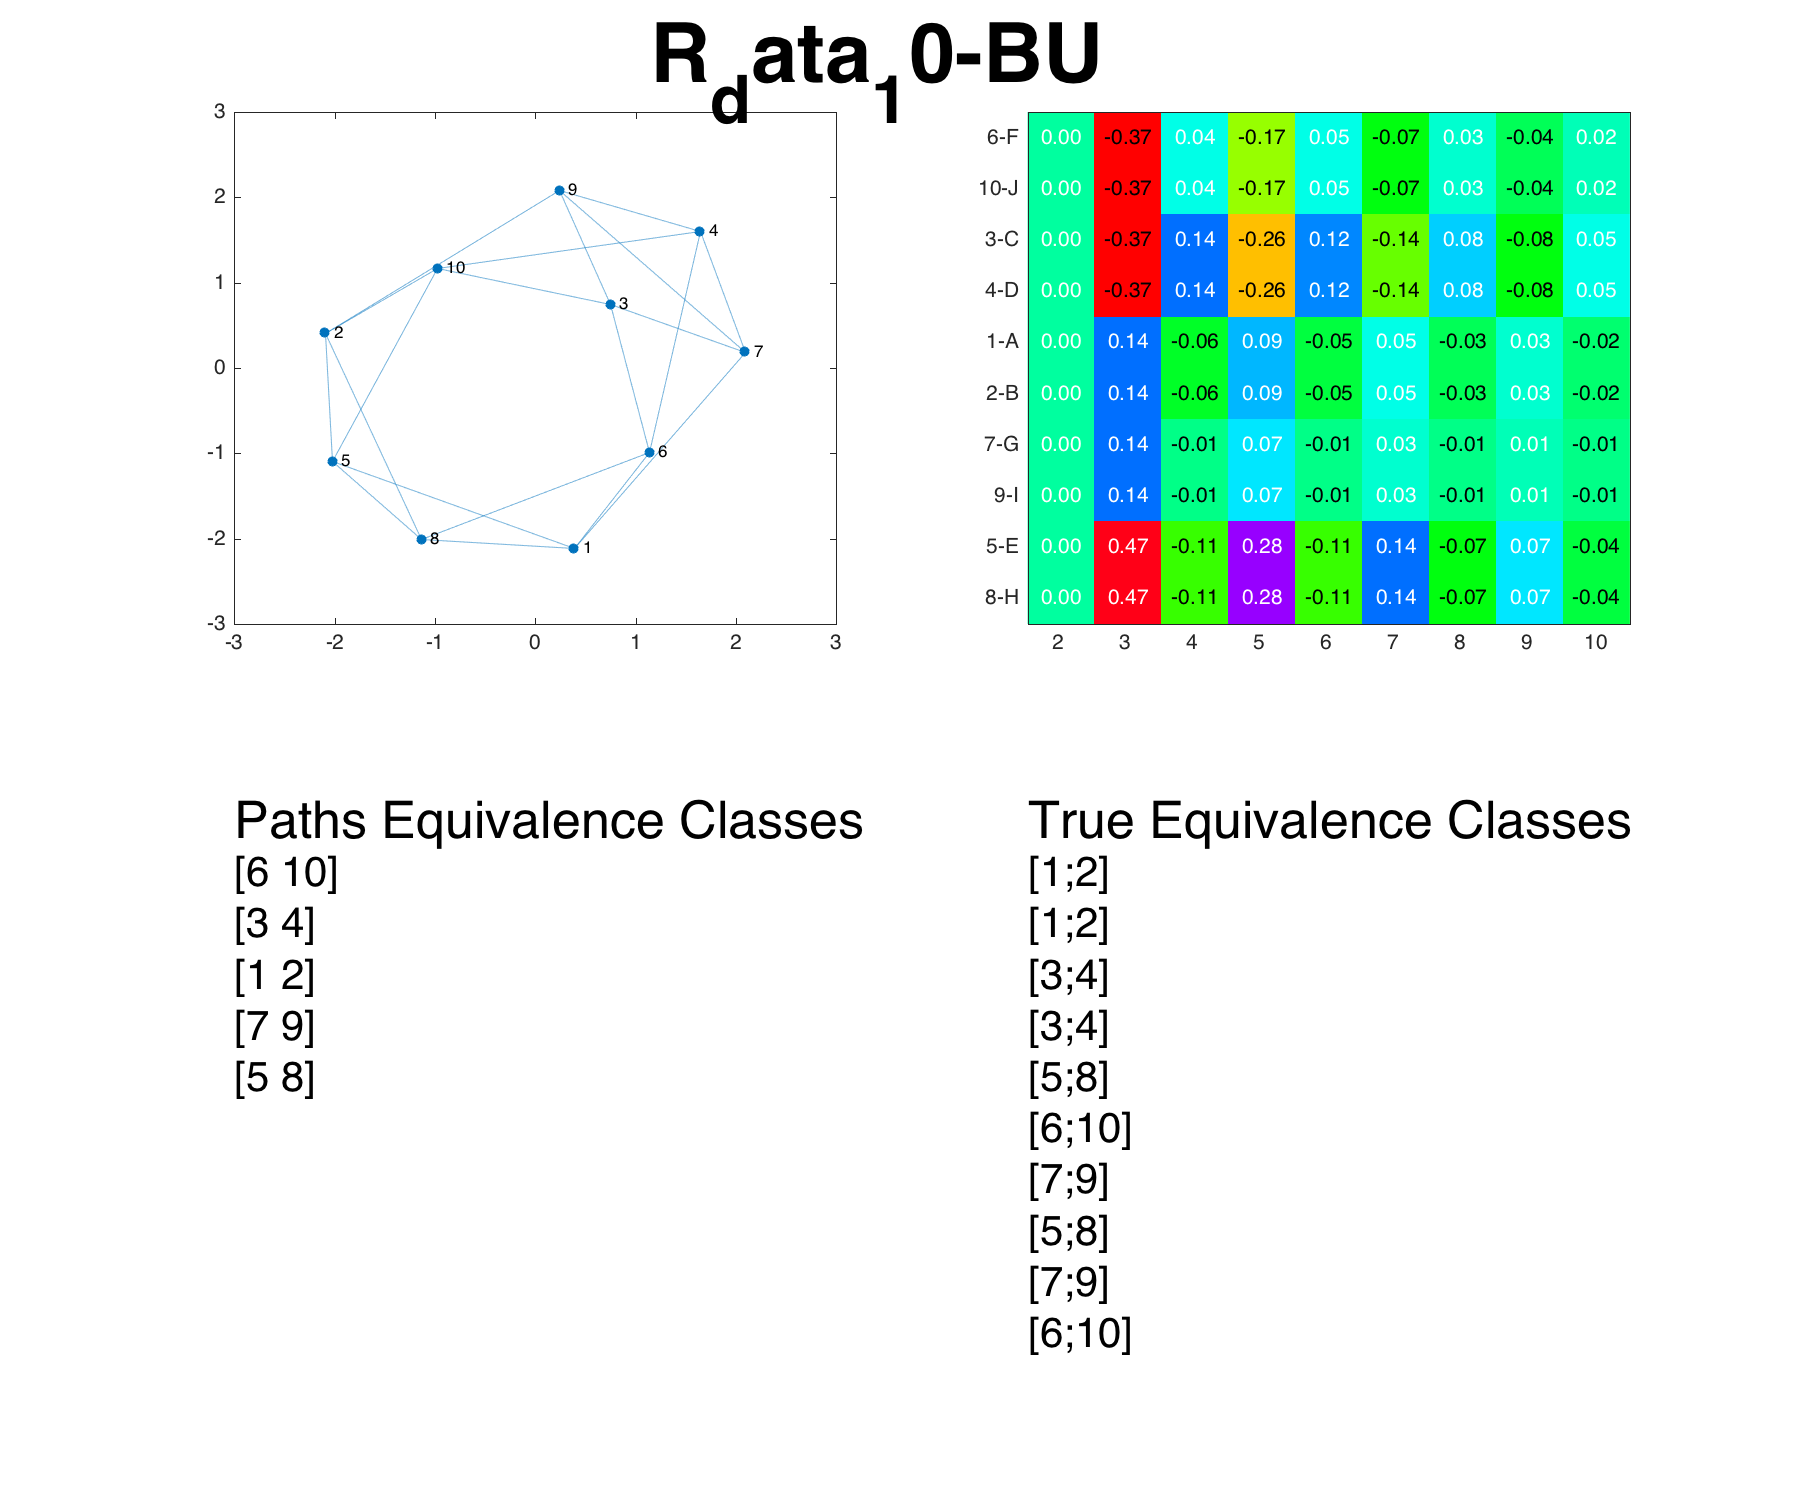 R_data_10-BU
3
2
1
0
-1
-2
-3
-3 -2 -1 0 1 2 3
9
4
10
3
2
7
6
5
8
1
6-F 0.00 -0.37 0.04 -0.17 0.05 -0.07 0.03 -0.04 0.02
10-J 0.00 -0.37 0.04 -0.17 0.05 -0.07 0.03 -0.04 0.02
3-C 0.00 -0.37 0.14 -0.26 0.12 -0.14 0.08 -0.08 0.05
4-D 0.00 -0.37 0.14 -0.26 0.12 -0.14 0.08 -0.08 0.05
1-A 0.00 0.14 -0.06 0.09 -0.05 0.05 -0.03 0.03 -0.02
2-B 0.00 0.14 -0.06 0.09 -0.05 0.05 -0.03 0.03 -0.02
7-G 0.00 0.14 -0.01 0.07 -0.01 0.03 -0.01 0.01 -0.01
9-I 0.00 0.14 -0.01 0.07 -0.01 0.03 -0.01 0.01 -0.01
5-E 0.00 0.47 -0.11 0.28 -0.11 0.14 -0.07 0.07 -0.04
8-H 0.00 0.47 -0.11 0.28 -0.11 0.14 -0.07 0.07 -0.04
2 3 4 5 6 7 8 9 10
Paths Equivalence Classes
[6 10]
[3 4]
[1 2]
[7 9]
[5 8]
True Equivalence Classes
[1;2]
[1;2]
[3;4]
[3;4]
[5;8]
[6;10]
[7;9]
[5;8]
[7;9]
[6;10]